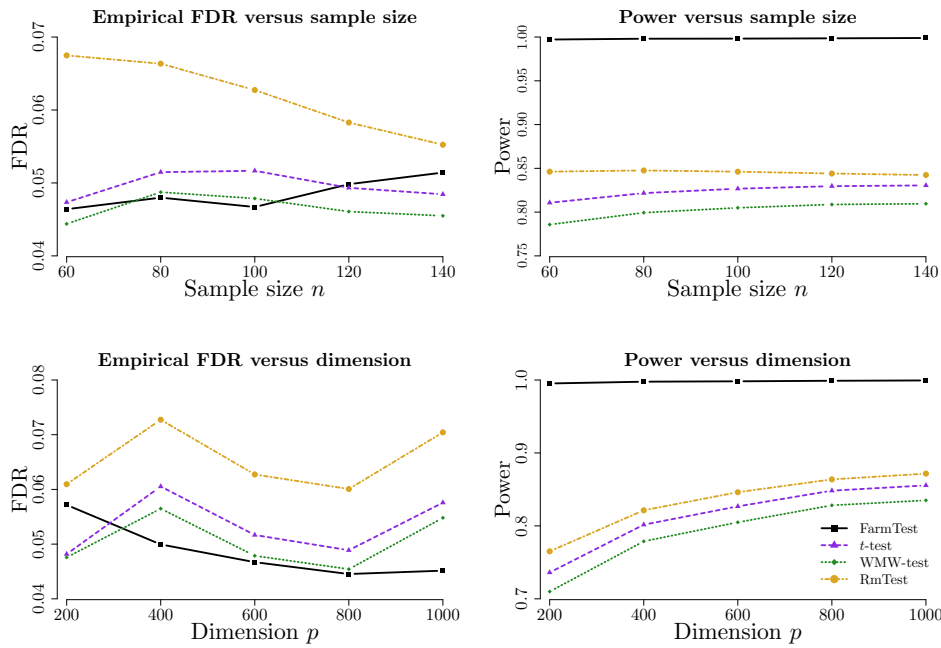 Empirical FDR versus sample size
FDR
0.04 0.05 0.06 0.07
60 80 100 120 140
Sample size n
Power versus sample size
Power
0.75 0.80 0.85 0.90 0.95 1.00
60 80 100 120 140
Sample size n
Empirical FDR versus dimension
FDR
0.04 0.05 0.06 0.07 0.08
200 400 600 800 1000
Dimension p
Power versus dimension
Power
0.7 0.8 0.9 1.0
FarmTest
t-test
WMW-test
RmTest
200 400 600 800 1000
Dimension p